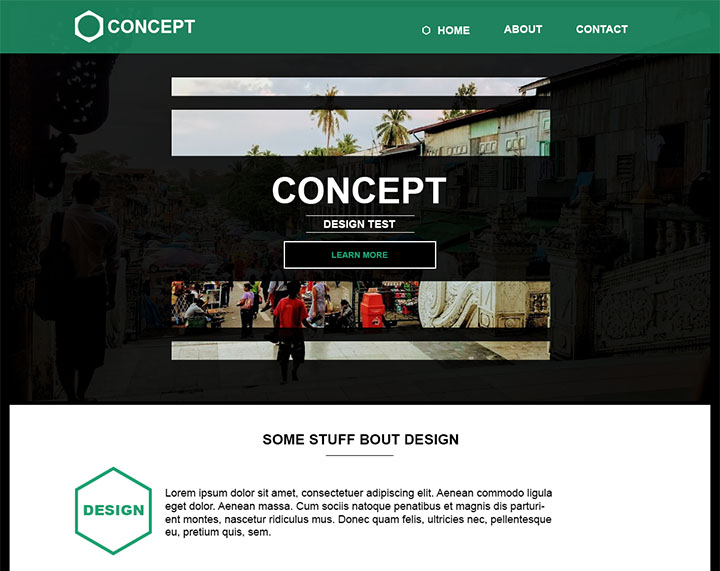 CONCEPT
HOME ABOUT CONTACT
CONCEPT
DESIGN TEST
LEARN MORE
SOME STUFF BOUT DESIGN
DESIGN
Lorem ipsum dolor sit amet, consectetuer adipiscing elit. Aenean commodo ligula
eget dolor. Aenean massa. Cum sociis natoque penatibus et magnis dis parturi-
ent montes, nascetur ridiculus mus. Donec quam felis, ultricies nec, pellentesque
eu, pretium quis, sem.